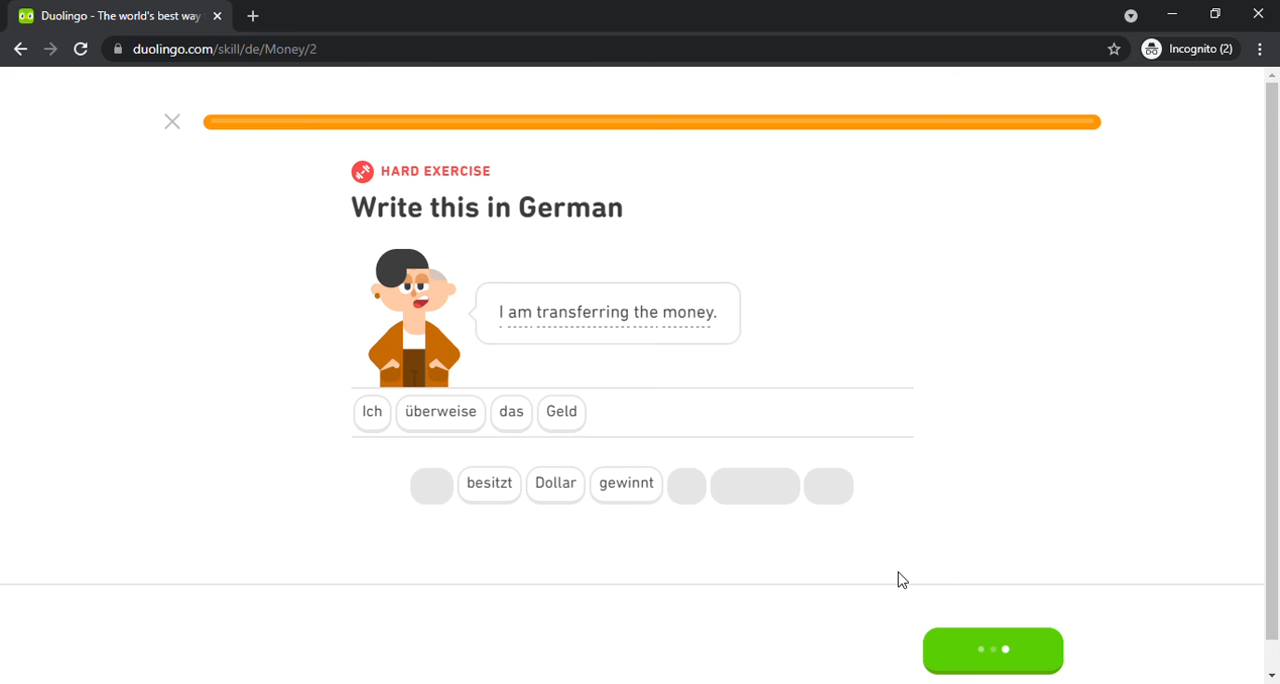 Duolingo - The world's best way
duolingo.com/skill/de/Money/2
Incognito (2)
HARD EXERCISE
Write this in German
I am transferring the money.
Ich überweise das Geld
besitzt Dollar gewinnt